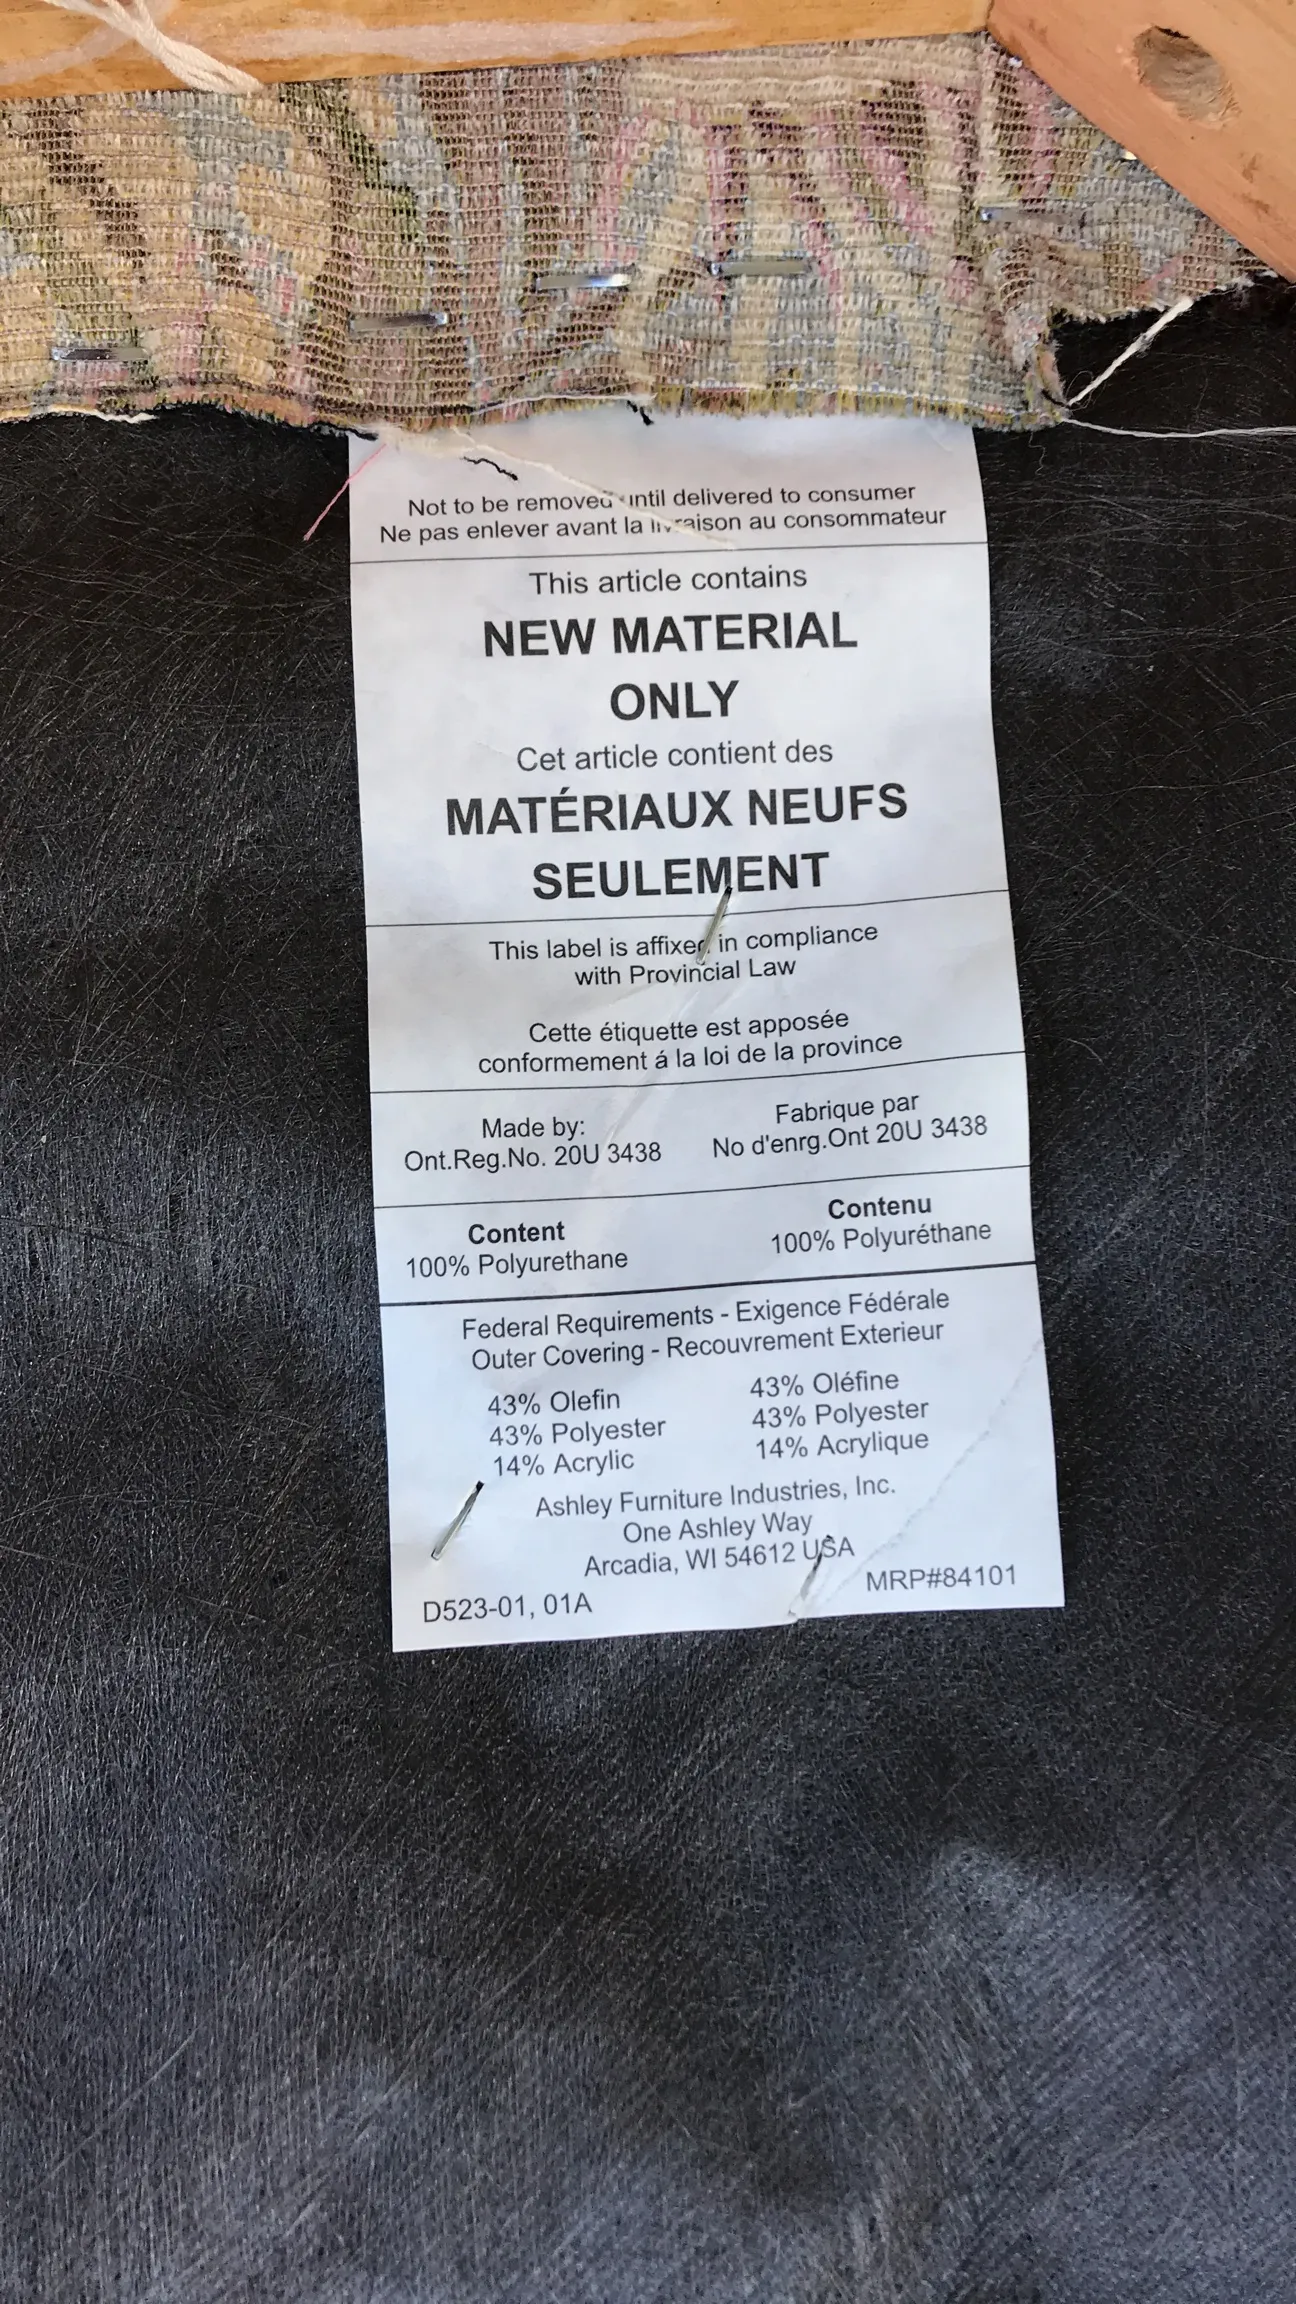 Not to be removed until delivered to consumer
Ne pas enlever avant la livraison au consommateur
This article contains
NEW MATERIAL
ONLY
Cet article contient des
MATÉRIAUX NEUFS
SEULEMENT
This label is affixed in compliance
with Provincial Law
Cette étiquette est apposée
conformement á la loi de la province
Made by:
Ont.Reg.No. 20U 3438
Fabrique par
No d'enrg.Ont 20U 3438
Content
100% Polyurethane
Contenu
100% Polyuréthane
Federal Requirements - Exigence Fédérale
Outer Covering - Recouvrement Exterieur
43% Olefin
43% Polyester
14% Acrylic
43% Oléfine
43% Polyester
14% Acrylique
Ashley Furniture Industries, Inc.
One Ashley Way
Arcadia, WI 54612 USA
D523-01, 01A
MRP#84101